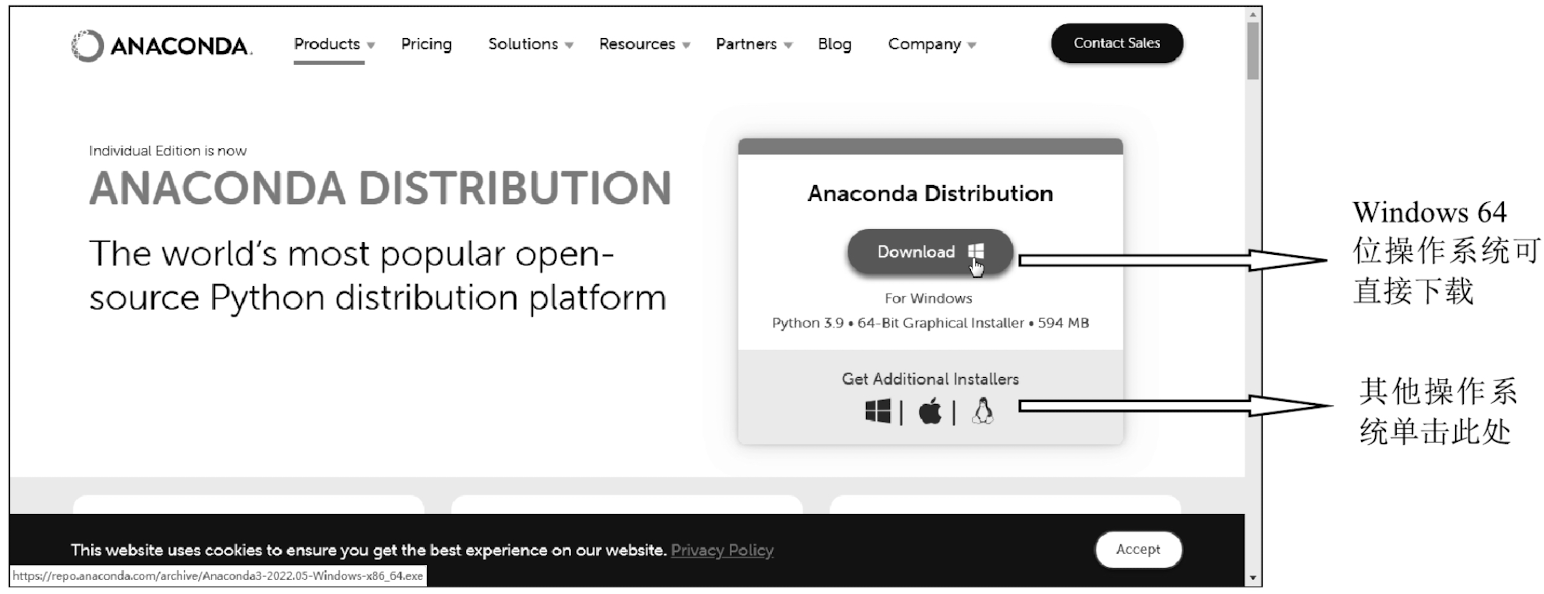 ANACONDA.
Products Pricing Solutions Resources Partners Blog Company Contact Sales
Individual Edition is now
ANACONDA DISTRIBUTION
The world's most popular open-
source Python distribution platform
Anaconda Distribution
Download
For Windows
Python 3.9 • 64-Bit Graphical Installer • 594 MB
Get Additional Installers
Windows 64
位操作系统可
直接下载
其他操作系
统单击此处
This website uses cookies to ensure you get the best experience on our website. Privacy Policy
Accept
https://repo.anaconda.com/archive/Anaconda3-2022.05-Windows-x86_64.exe